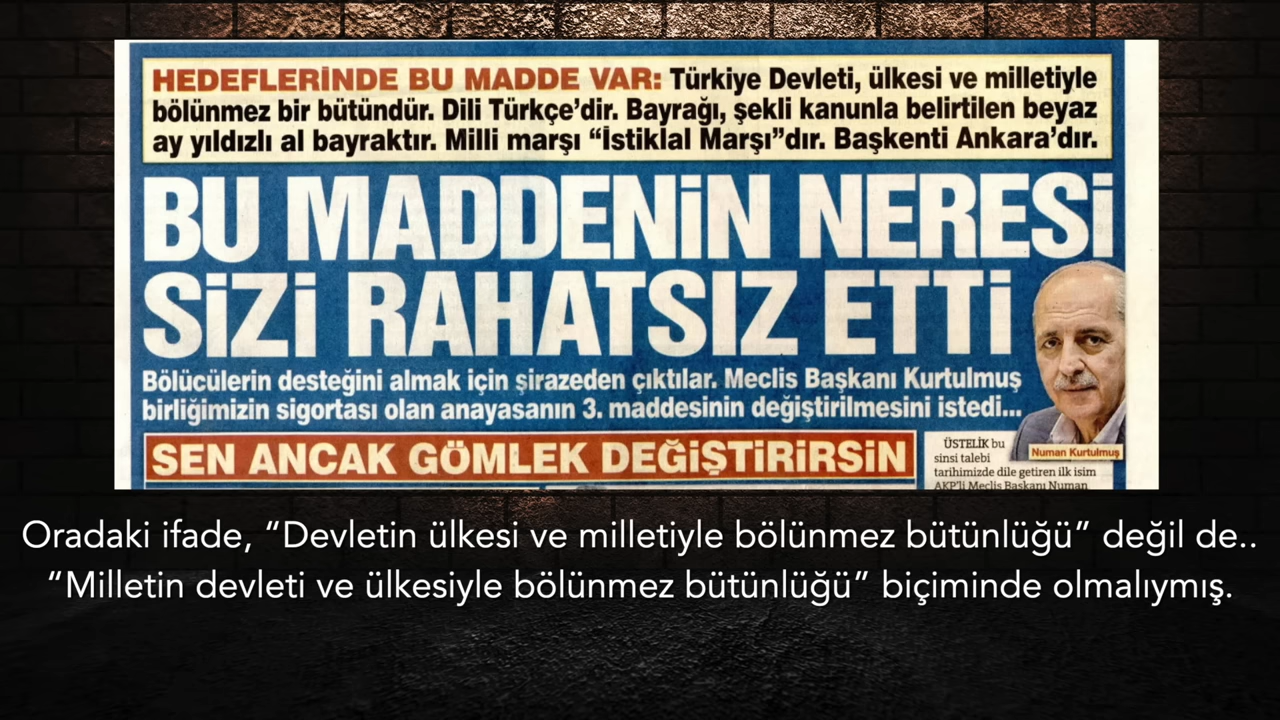 HEDEFLERİNDE BU MADDE VAR: Türkiye Devleti, ülkesi ve milletiyle
bölünmez bir bütündür. Dili Türkçe’dir. Bayrağı, şekli kanunla belirtilen beyaz
ay yıldızlı al bayraktır. Milli marşı “İstiklal Marşı”dır. Başkenti Ankara’dır.
BU MADDENİN NERESİ
SİZİ RAHATSIZ ETTİ
Bölücülerin desteğini almak için şirazeden çıktılar. Meclis Başkanı Kurtulmuş
birliğimizin sigortası olan anayasanın 3. maddesinin değiştirilmesini istedi...
SEN ANCAK GÖMLEK DEĞİŞTİRİRSİN
Numan Kurtulmuş
ÜSTELİK bu
sinsi talebi
tarihimizde dile getiren ilk isim
AKP’li Meclis Başkanı Numan
Oradaki ifade, “Devletin ülkesi ve milletiyle bölünmez bütünlüğü” değil de..
“Milletin devleti ve ülkesiyle bölünmez bütünlüğü” biçiminde olmalıymış.